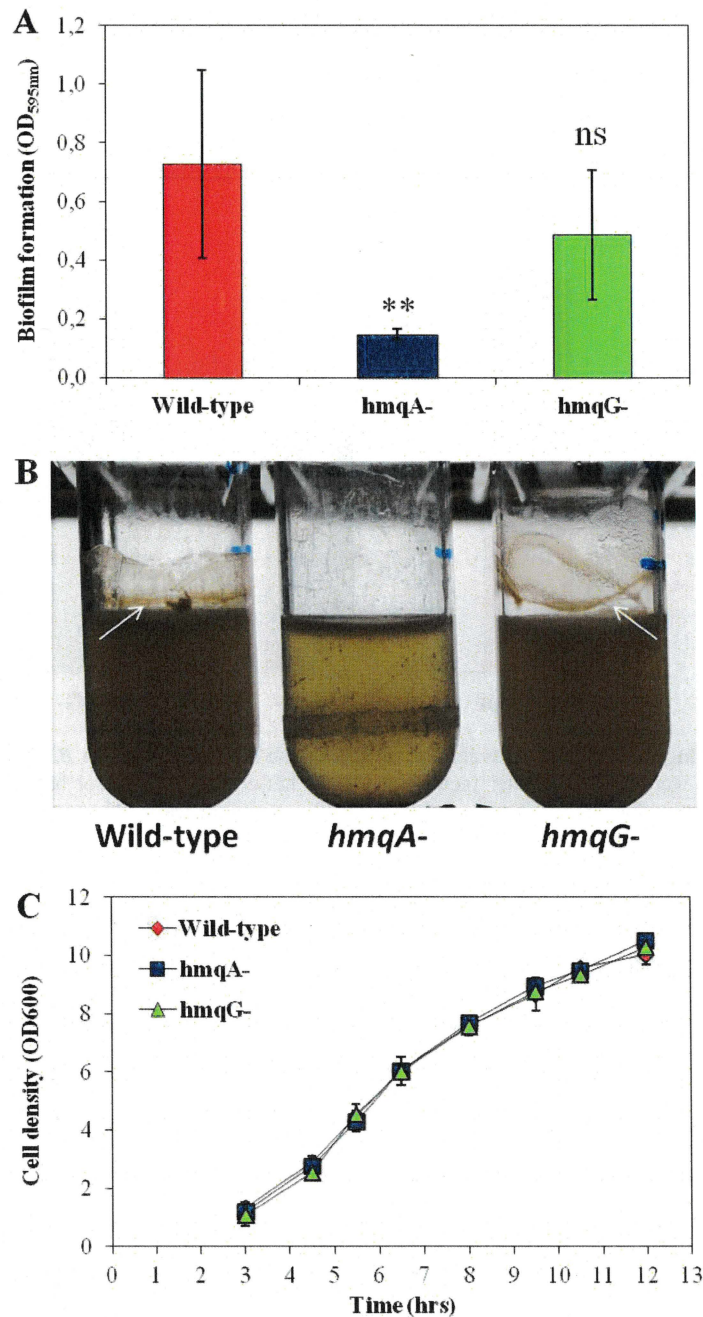 A
Biofilm formation (OD595nm)
1,2
1,0
0,8
0,6
0,4
0,2
0,0
**
ns
Wild-type
hmqA-
hmqG-
B
Wild-type
hmqA-
hmqG-
C
Cell density (OD600)
12
10
8
6
4
2
0
Wild-type
hmqA-
hmqG-
0 1 2 3 4 5 6 7 8 9 10 11 12 13
Time (hrs)